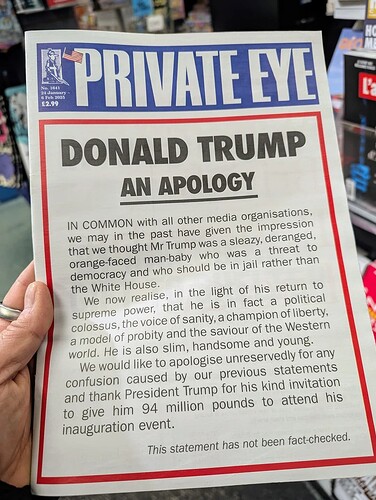 PRIVATE EYE
No. 1641
24 January -
6 Feb 2025
£2.99
DONALD TRUMP
AN APOLOGY
IN COMMON with all other media organisations,
we may in the past have given the impression
that we thought Mr Trump was a sleazy, deranged,
orange-faced man-baby who was a threat to
democracy and who should be in jail rather than
the White House.
We now realise, in the light of his return to
supreme power, that he is in fact a political
colossus, the voice of sanity, a champion of liberty,
a model of probity and the saviour of the Western
world. He is also slim, handsome and young.
We would like to apologise unreservedly for any
confusion caused by our previous statements
and thank President Trump for his kind invitation
to give him 94 million pounds to attend his
inauguration event.
This statement has not been fact-checked.